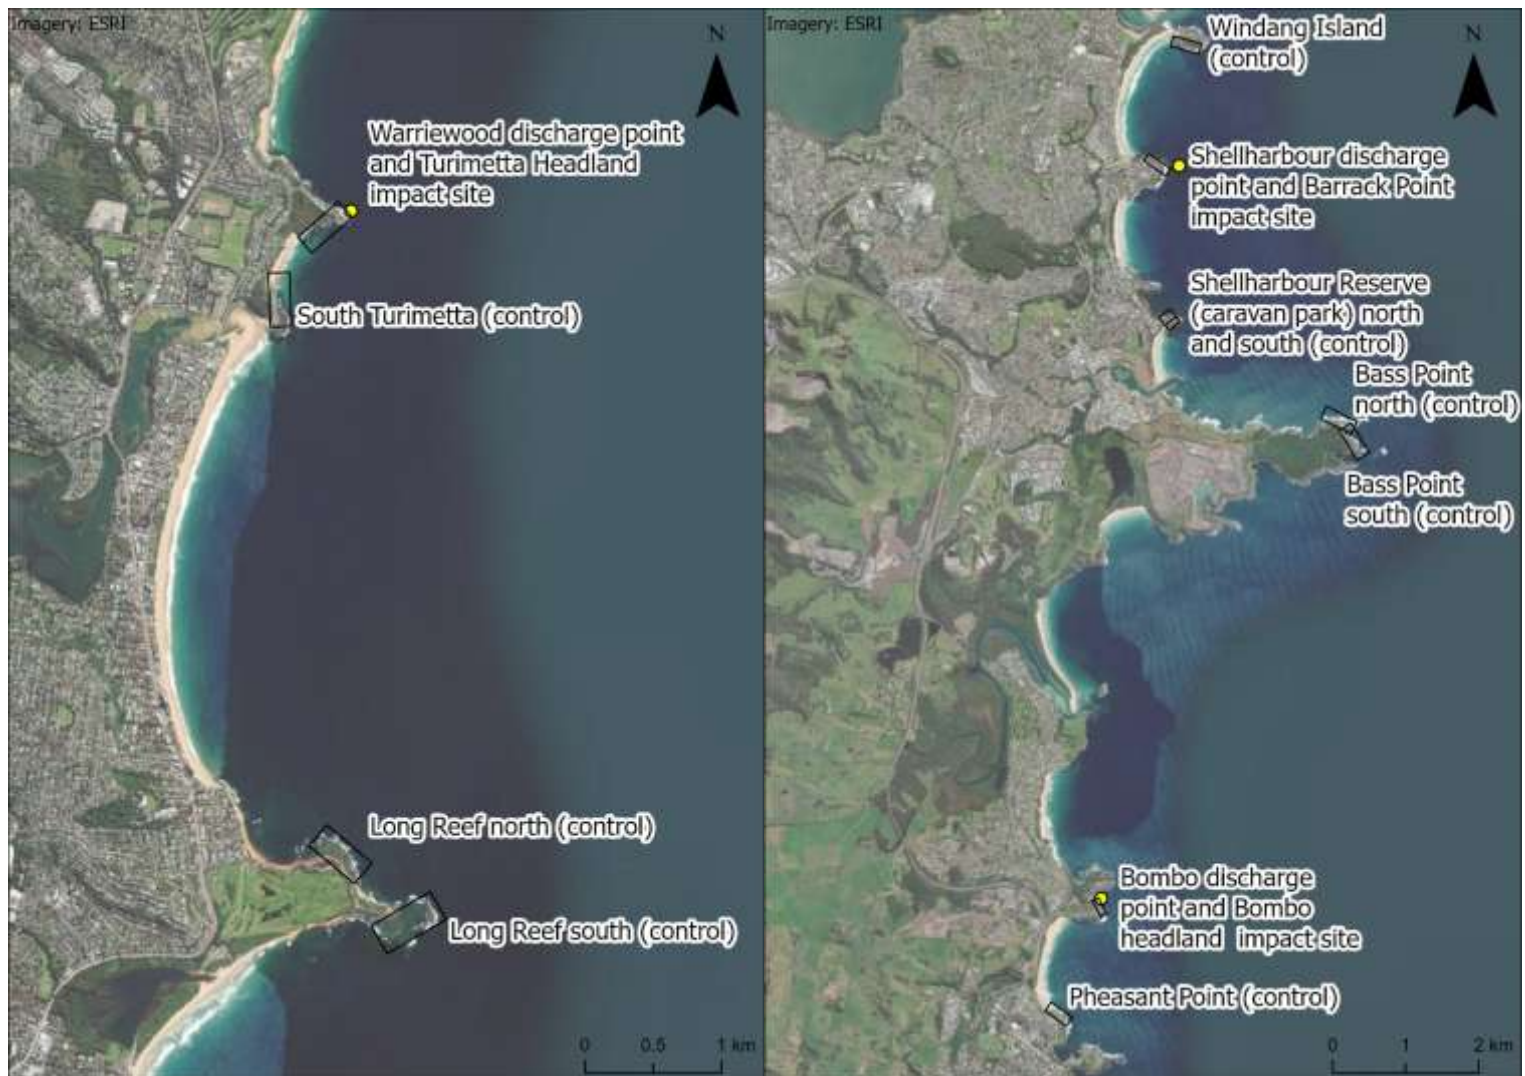 Imagery: ESRI
N
Warriewood discharge point
and Turimetta Headland
impact site
South Turimetta (control)
Long Reef north (control)
Long Reef south (control)
0 0.5 1 km
Imagery: ESRI
N
Windang Island
(control)
Shellharbour discharge
point and Barrack Point
impact site
Shellharbour Reserve
(caravan park) north
and south (control)
Bass Point
north (control)
Bass Point
south (control)
Bombo discharge
point and Bombo
headland impact site
Pheasant Point (control)
0 1 2 km